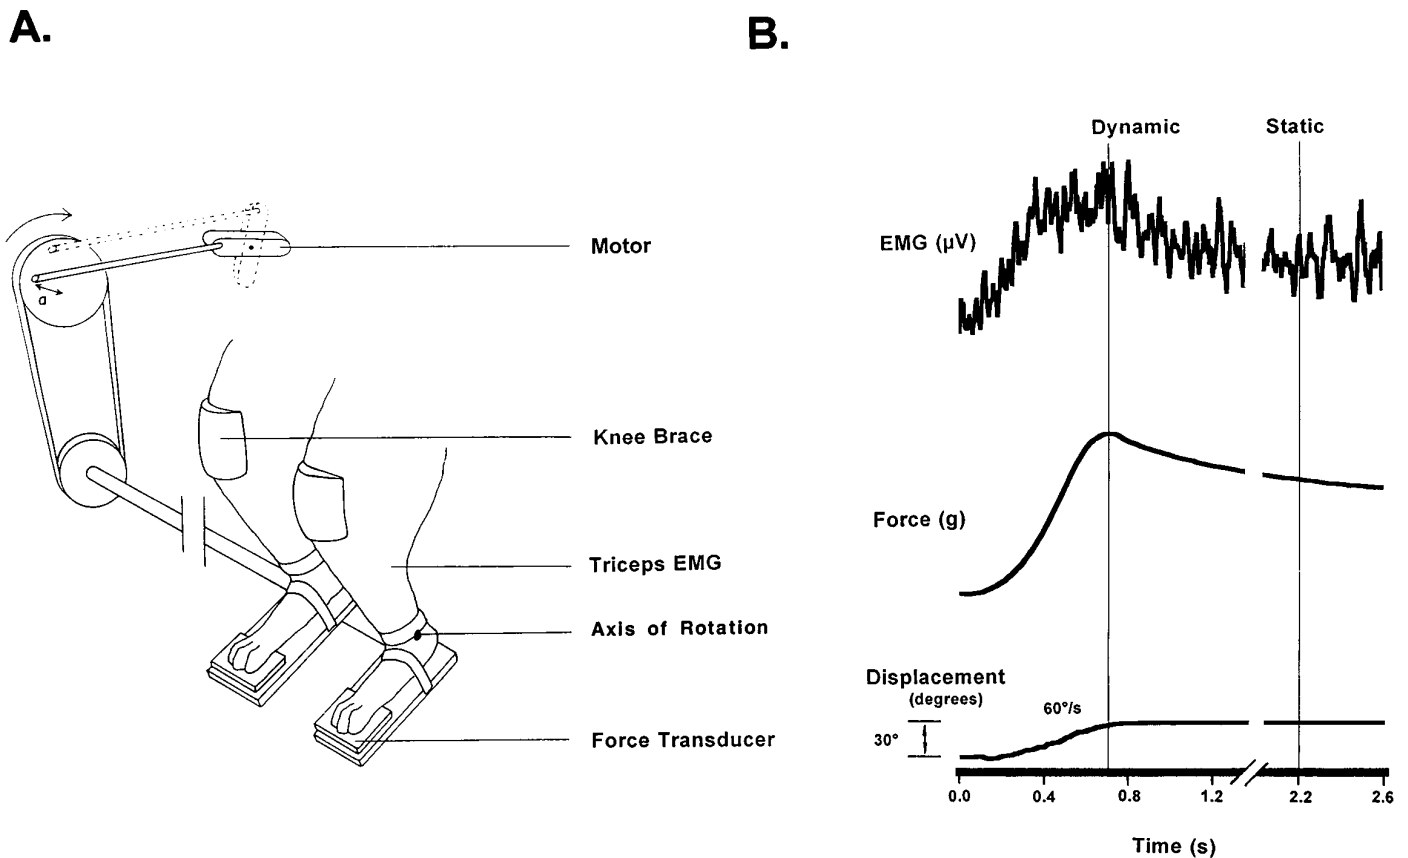 A.
Motor
a
Knee Brace
Triceps EMG
Axis of Rotation
Force Transducer
B.
Dynamic Static
EMG (µV)
Force (g)
Displacement
(degrees)
60°/s
30°
0.0 0.4 0.8 1.2 2.2 2.6
Time (s)